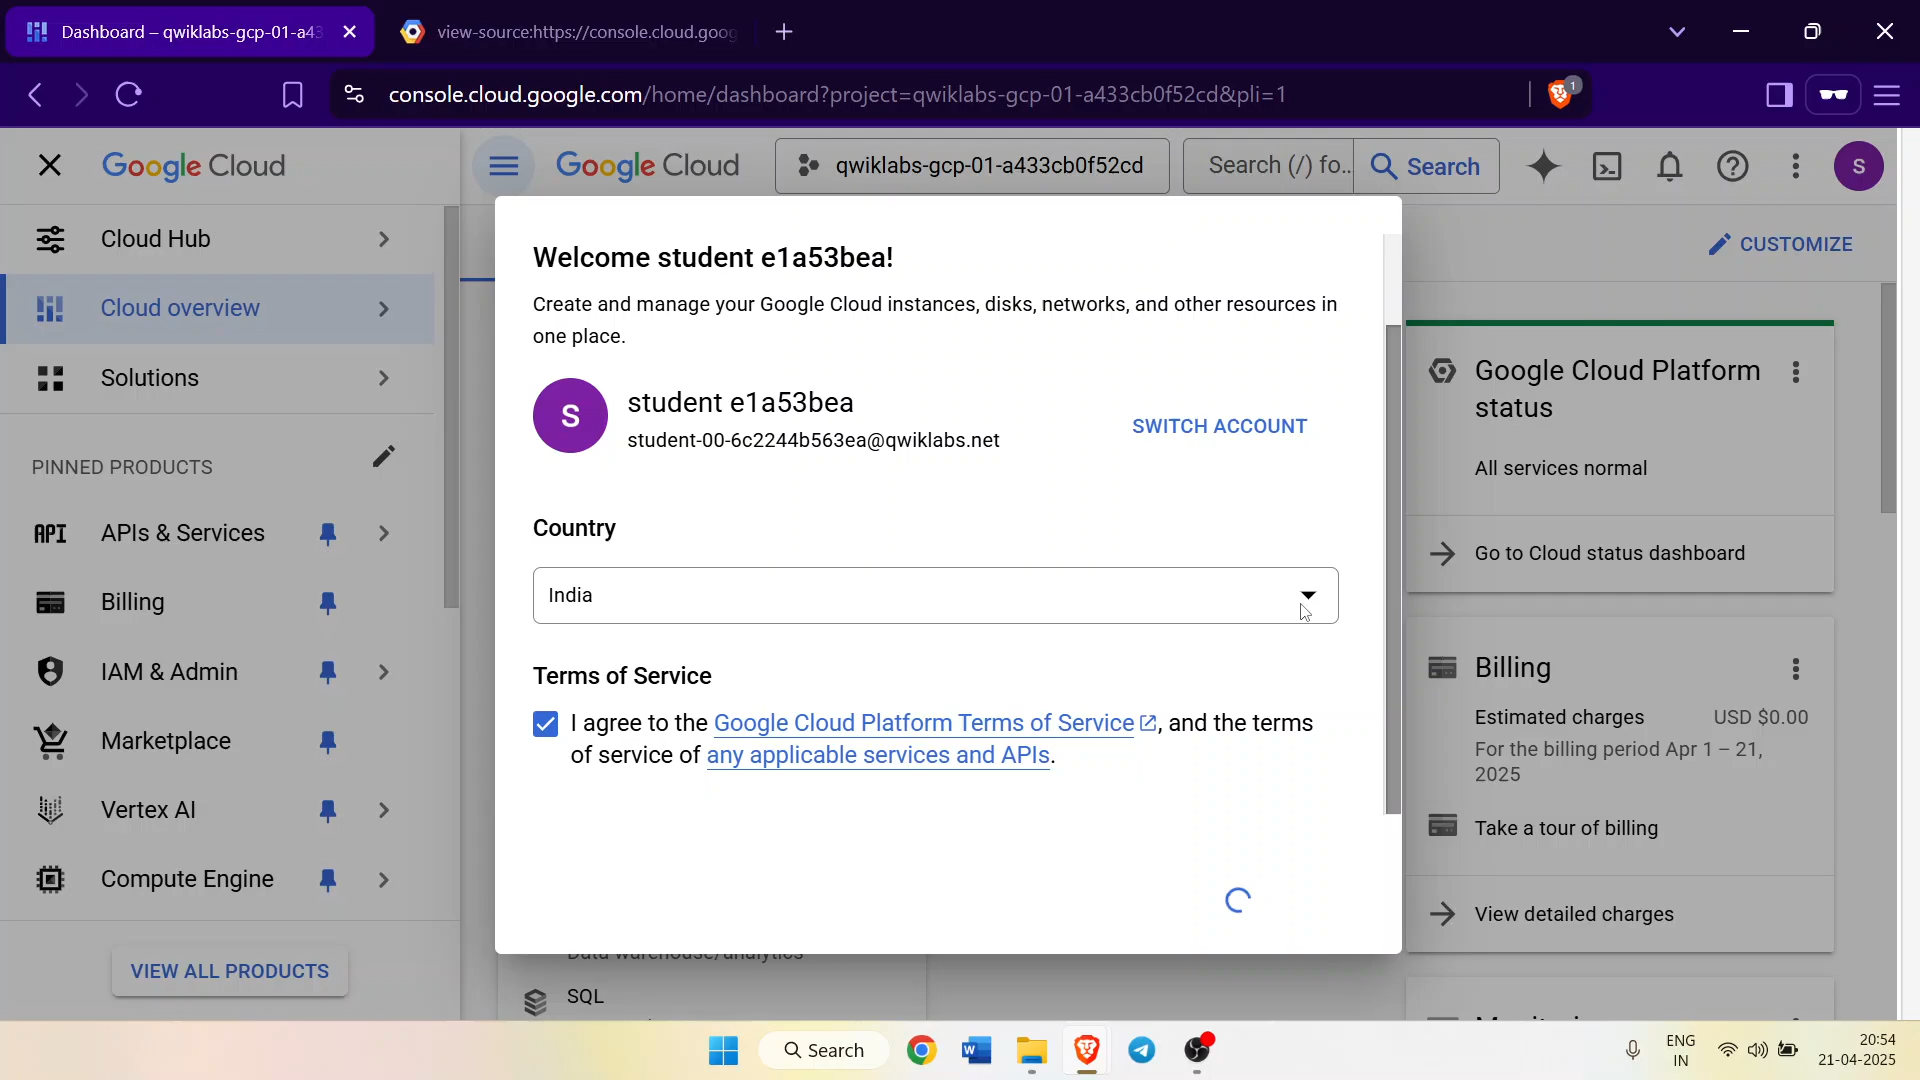 Dashboard – qwiklabs-gcp-01-a43
view-source:https://console.cloud.goog
console.cloud.google.com/home/dashboard?project=qwiklabs-gcp-01-a433cb0f52cd&pli=1
1
Google Cloud
Google Cloud
qwiklabs-gcp-01-a433cb0f52cd
Search (/) fo..
Search
S
Cloud Hub
Cloud overview
Solutions
PINNED PRODUCTS
API APIs & Services
Billing
IAM & Admin
Marketplace
Vertex AI
Compute Engine
VIEW ALL PRODUCTS
Welcome student e1a53bea!
Create and manage your Google Cloud instances, disks, networks, and other resources in
one place.
S
student e1a53bea
student-00-6c2244b563ea@qwiklabs.net
SWITCH ACCOUNT
Country
India
Terms of Service
I agree to the Google Cloud Platform Terms of Service, and the terms
of service of any applicable services and APIs.
Data warehouse/analytics
SQL
CUSTOMIZE
Google Cloud Platform
status
All services normal
Go to Cloud status dashboard
Billing
Estimated charges USD $0.00
For the billing period Apr 1 – 21,
2025
Take a tour of billing
View detailed charges
Search
ENG
IN
20:54
21-04-2025